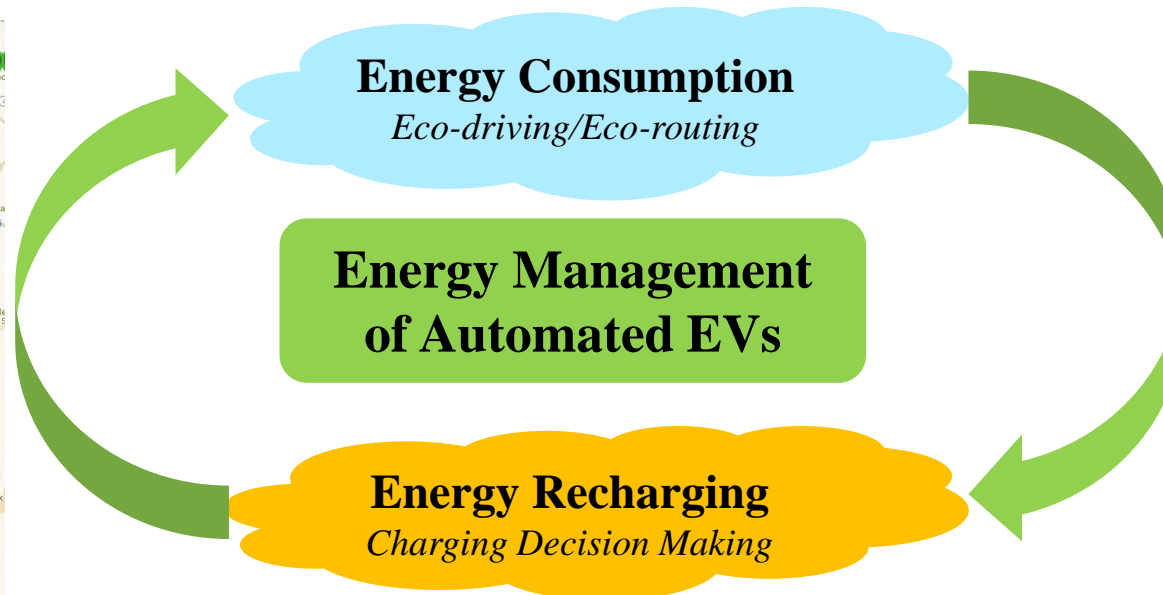 Energy Consumption
Eco-driving/Eco-routing
Energy Management
of Automated EVs
Energy Recharging
Charging Decision Making